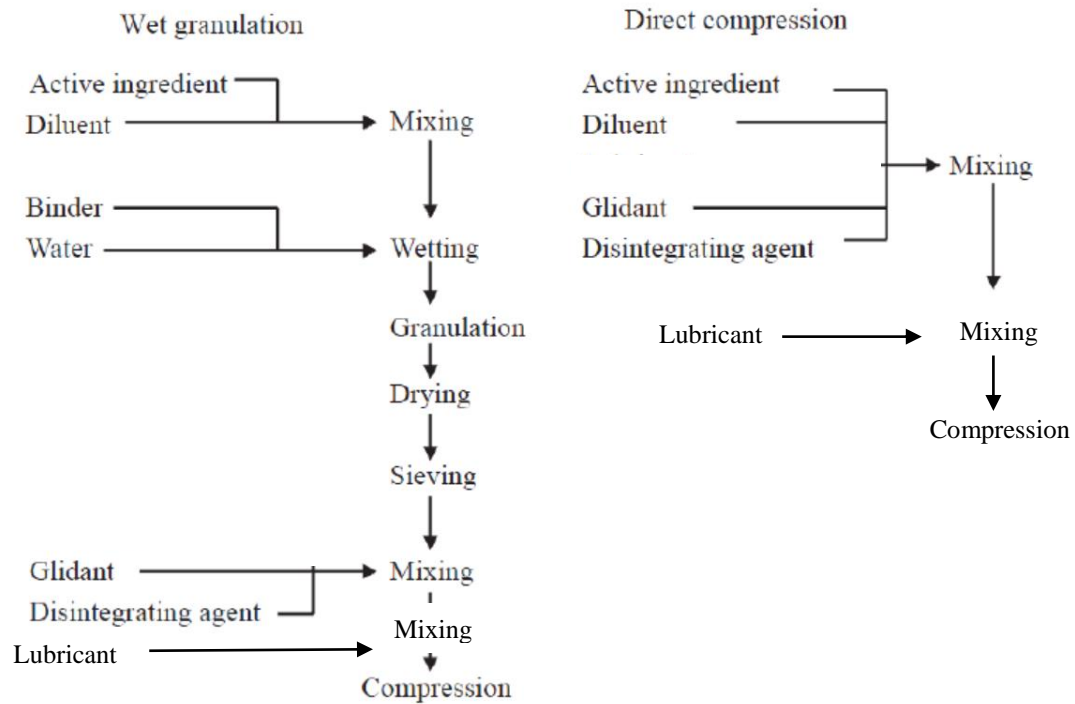 Wet granulation
Active ingredient
Diluent
Mixing
Binder
Water
Wetting
Granulation
Drying
Sieving
Glidant
Disintegrating agent
Mixing
Lubricant
Mixing
Compression
Direct compression
Active ingredient
Diluent
Glidant
Disintegrating agent
Mixing
Lubricant
Mixing
Compression